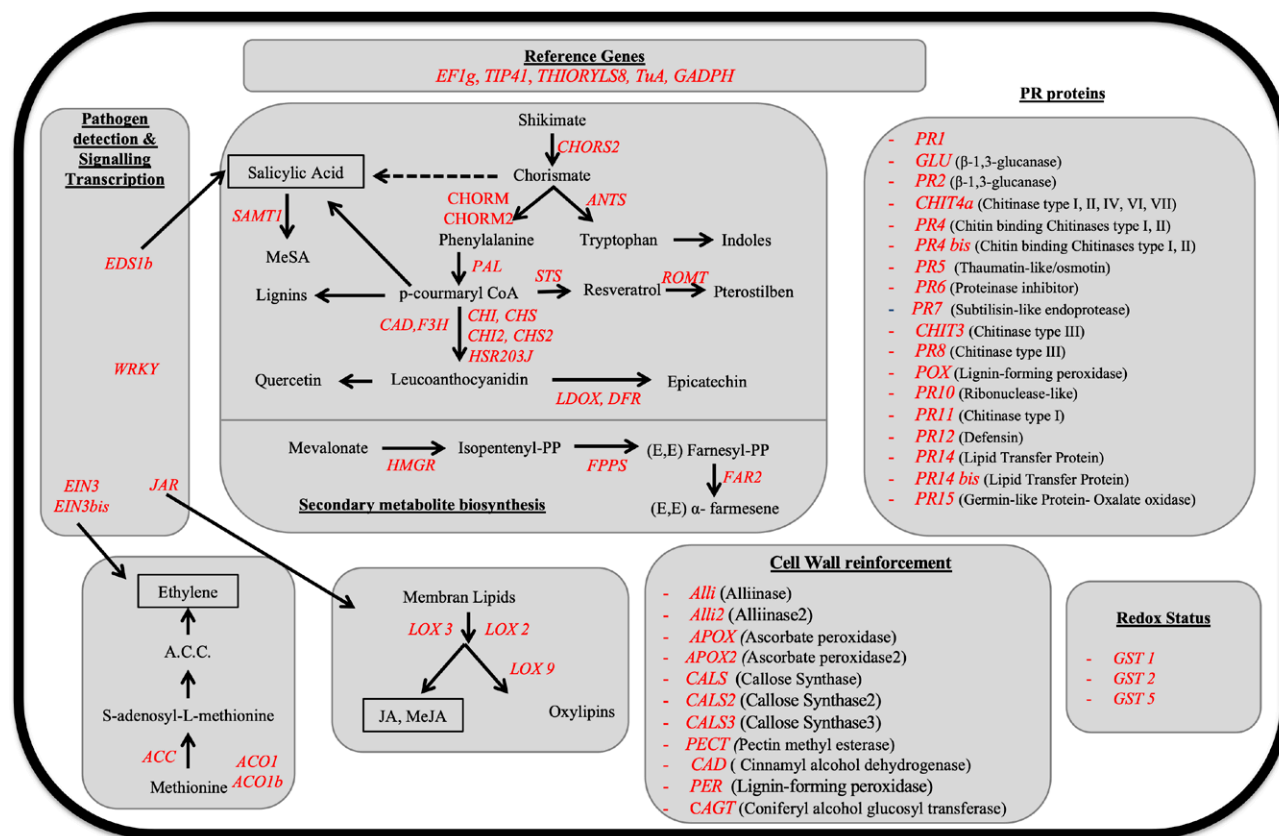 Reference Genes
EF1g, TIP41, THIORYLS8, TuA, GADPH
Pathogen
detection &
Signalling
Transcription
EDS1b
WRKY
EIN3
EIN3bis
JAR
Shikimate
CHORS2
Salicylic Acid
Chorismate
SAMT1
CHORM
CHORM2
ANTS
MeSA
Phenylalanine
Tryptophan
Indoles
PAL
STS
ROMT
Lignins
p-courmaryl CoA
Resveratrol
Pterostilben
CAD,F3H
CHI, CHS
CHI2, CHS2
HSR203J
Quercetin
Leucoanthocyanidin
Epicatechin
LDOX, DFR
Mevalonate
Isopentenyl-PP
(E,E) Farnesyl-PP
HMGR
FPPS
FAR2
Secondary metabolite biosynthesis
(E,E) α- farmesene
PR proteins
- PR1
- GLU (β-1,3-glucanase)
- PR2 (β-1,3-glucanase)
- CHIT4a (Chitinase type I, II, IV, VI, VII)
- PR4 (Chitin binding Chitinases type I, II)
- PR4 bis (Chitin binding Chitinases type I, II)
- PR5 (Thaumatin-like/osmotin)
- PR6 (Proteinase inhibitor)
- PR7 (Subtilisin-like endoprotease)
- CHIT3 (Chitinase type III)
- PR8 (Chitinase type III)
- POX (Lignin-forming peroxidase)
- PR10 (Ribonuclease-like)
- PR11 (Chitinase type I)
- PR12 (Defensin)
- PR14 (Lipid Transfer Protein)
- PR14 bis (Lipid Transfer Protein)
- PR15 (Germin-like Protein- Oxalate oxidase)
Ethylene
A.C.C.
S-adenosyl-L-methionine
ACC
ACO1
ACO1b
Methionine
Membran Lipids
LOX 3
LOX 2
LOX 9
JA, MeJA
Oxylipins
Cell Wall reinforcement
- Alli (Alliinase)
- Alli2 (Alliinase2)
- APOX (Ascorbate peroxidase)
- APOX2 (Ascorbate peroxidase2)
- CALS (Callose Synthase)
- CALS2 (Callose Synthase2)
- CALS3 (Callose Synthase3)
- PECT (Pectin methyl esterase)
- CAD ( Cinnamyl alcohol dehydrogenase)
- PER (Lignin-forming peroxidase)
- CAGT (Coniferyl alcohol glucosyl transferase)
Redox Status
- GST 1
- GST 2
- GST 5